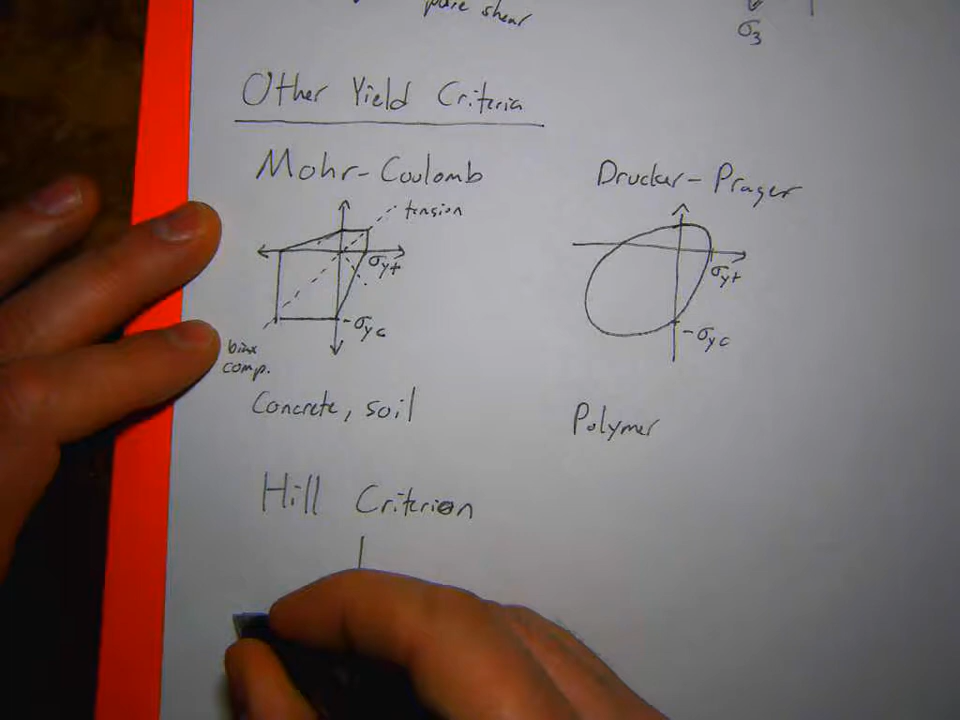 pure shear
σ3
Other Yield Criteria
Mohr-Coulomb
Drucker-Prager
tension
σyt
σyt
-σyc
-σyc
biax
comp.
Concrete, soil
Polymer
Hill Criterion